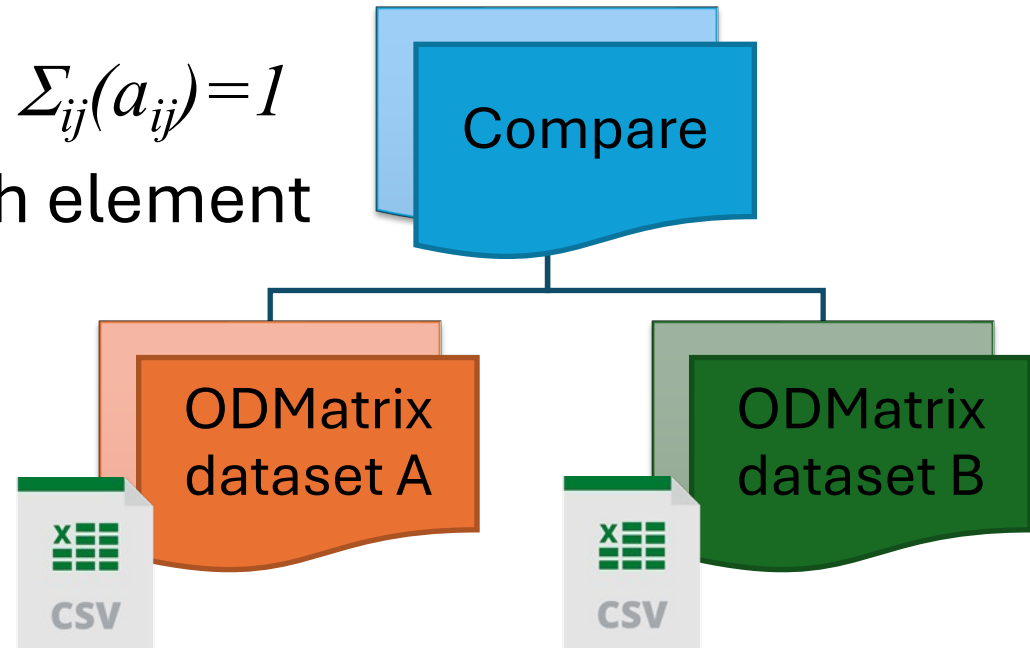 Σij(aij)=1
h element
Compare
ODMatrix
dataset A
ODMatrix
dataset B
X
CSV
X
CSV